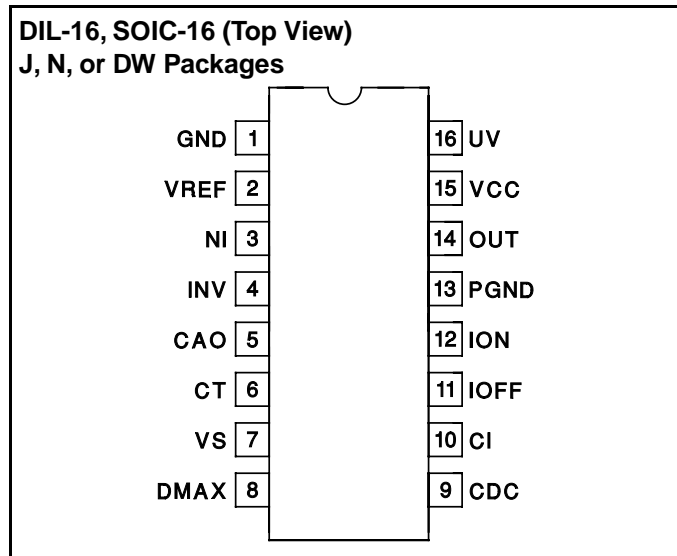 DIL-16, SOIC-16 (Top View)
J, N, or DW Packages
GND 1 16 UV
VREF 2 15 VCC
NI 3 14 OUT
INV 4 13 PGND
CAO 5 12 ION
CT 6 11 IOFF
VS 7 10 CI
DMAX 8 9 CDC